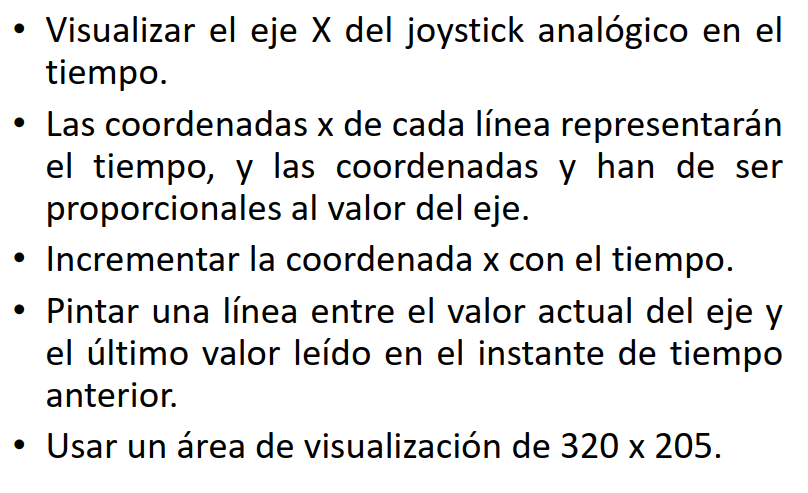 • Visualizar el eje X del joystick analógico en el
tiempo.
• Las coordenadas x de cada línea representarán
el tiempo, y las coordenadas y han de ser
proporcionales al valor del eje.
• Incrementar la coordenada x con el tiempo.
• Pintar una línea entre el valor actual del eje y
el último valor leído en el instante de tiempo
anterior.
• Usar un área de visualización de 320 x 205.